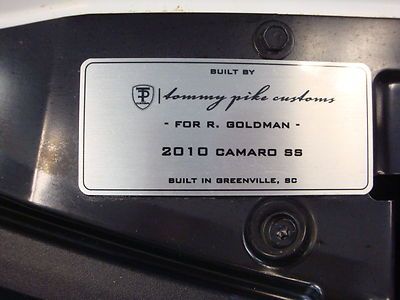 BUILT BY
TP | tommy pike customs
- FOR R. GOLDMAN -
2010 CAMARO SS
BUILT IN GREENVILLE, SC